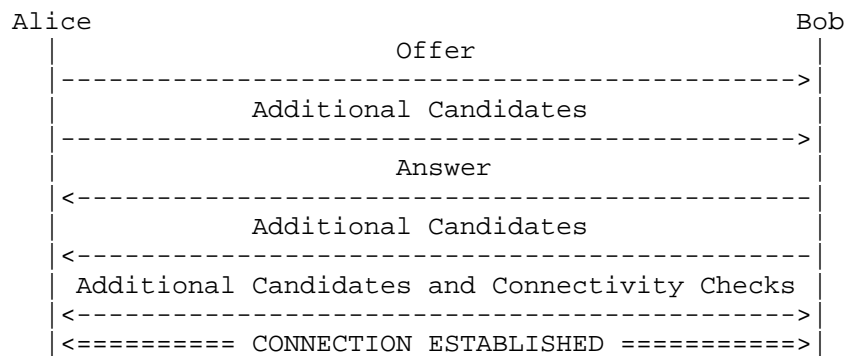 Alice Bob
| Offer |
|---------------------------------------------->|
| Additional Candidates |
|---------------------------------------------->|
| Answer |
|<----------------------------------------------|
| Additional Candidates |
|<----------------------------------------------|
| Additional Candidates and Connectivity Checks |
|<--------------------------------------------->|
|<========== CONNECTION ESTABLISHED ===========>|